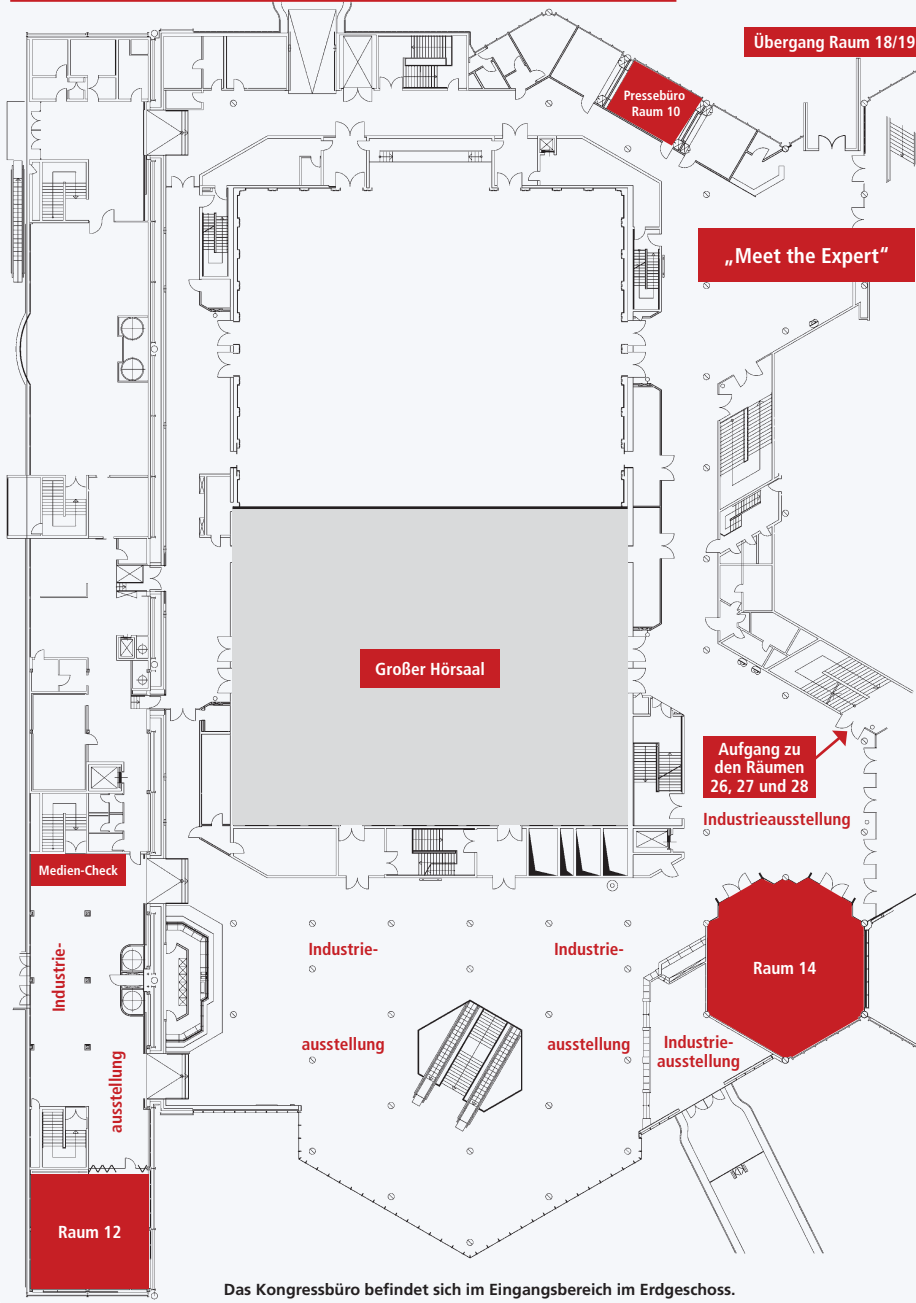 Übergang Raum 18/19
Pressebüro
Raum 10
„Meet the Expert“
Großer Hörsaal
Aufgang zu
den Räumen
26, 27 und 28
Industrieausstellung
Medien-Check
Industrie-
ausstellung
Industrie-
ausstellung
Industrie-
ausstellung
Raum 14
Industrie-
ausstellung
Raum 12
Das Kongressbüro befindet sich im Eingangsbereich im Erdgeschoss.